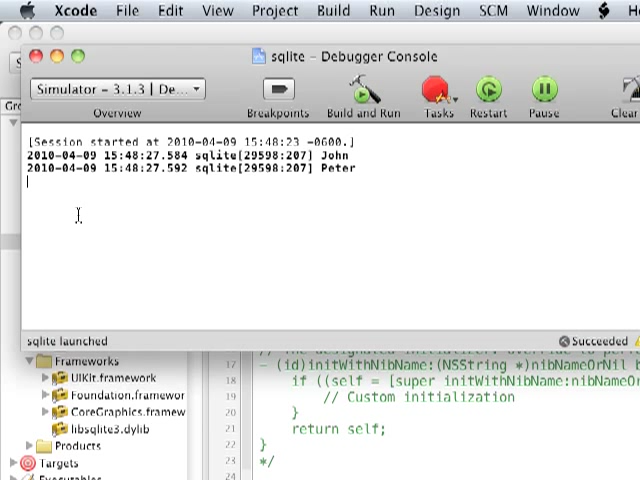 Xcode File Edit View Project Build Run Design SCM Window
sqlite – Debugger Console
Simulator – 3.1.3 | De...
Overview Breakpoints Build and Run Tasks Restart Pause Clear
[Session started at 2010-04-09 15:48:23 -0600.]
2010-04-09 15:48:27.584 sqlite[29598:207] John
2010-04-09 15:48:27.592 sqlite[29598:207] Peter
sqlite launched Succeeded
Frameworks
UIKit.framework
Foundation.framewor
CoreGraphics.framew
libsqlite3.dylib
Products
Targets
Executables
17 – (id)initWithNibName:(NSString *)nibNameOrNil b
18 if ((self = [super initWithNibName:nibNameOr
19 // Custom initialization
20 }
21 return self;
22 }
23 */
24